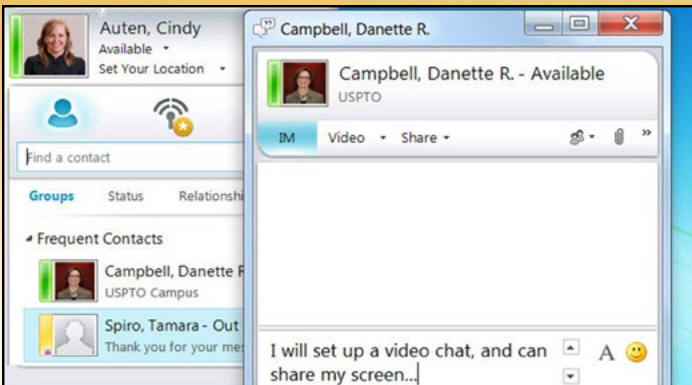 Auten, Cindy
Available
Set Your Location
Find a contact
Groups Status Relationshi
Frequent Contacts
Campbell, Danette R
USPTO Campus
Spiro, Tamara - Out
Thank you for your mes
Campbell, Danette R.
Campbell, Danette R. - Available
USPTO
IM Video Share
I will set up a video chat, and can
share my screen...
A